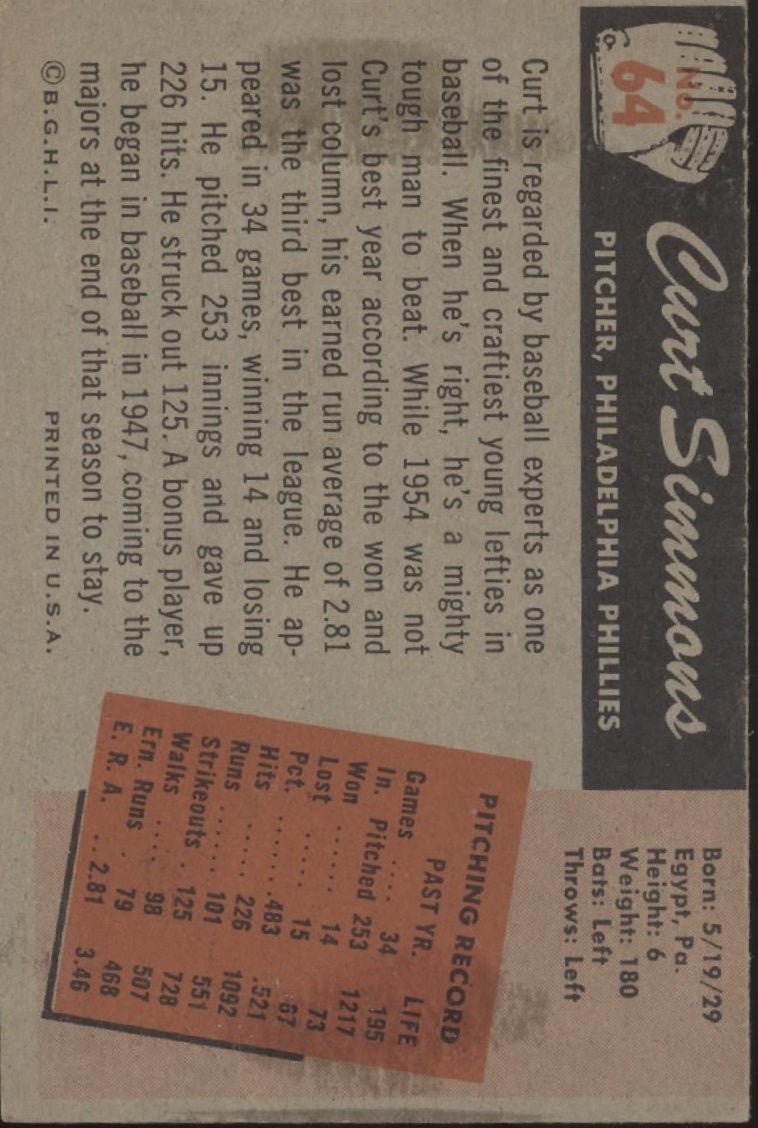 No.
64
Curt Simmons
PITCHER, PHILADELPHIA PHILLIES
Born: 5/19/29
Egypt, Pa.
Height: 6
Weight: 180
Bats: Left
Throws: Left
Curt is regarded by baseball experts as one
of the finest and craftiest young lefties in
baseball. When he's right, he's a mighty
tough man to beat. While 1954 was not
Curt's best year according to the won and
lost column, his earned run average of 2.81
was the third best in the league. He ap-
peared in 34 games, winning 14 and losing
15. He pitched 253 innings and gave up
226 hits. He struck out 125. A bonus player,
he began in baseball in 1947, coming to the
majors at the end of that season to stay.
©B.G.H.L.I. PRINTED IN U.S.A.
PITCHING RECORD
PAST YR. LIFE
Games .... 34 195
In. Pitched 253 1217
Won ...... 14 73
Lost ...... 15 67
Pct. ...... .483 .521
Hits ...... 226 1092
Runs ...... 101 551
Strikeouts . 125 728
Walks .... 98 507
Ern. Runs . 79 468
E. R. A. .. 2.81 3.46